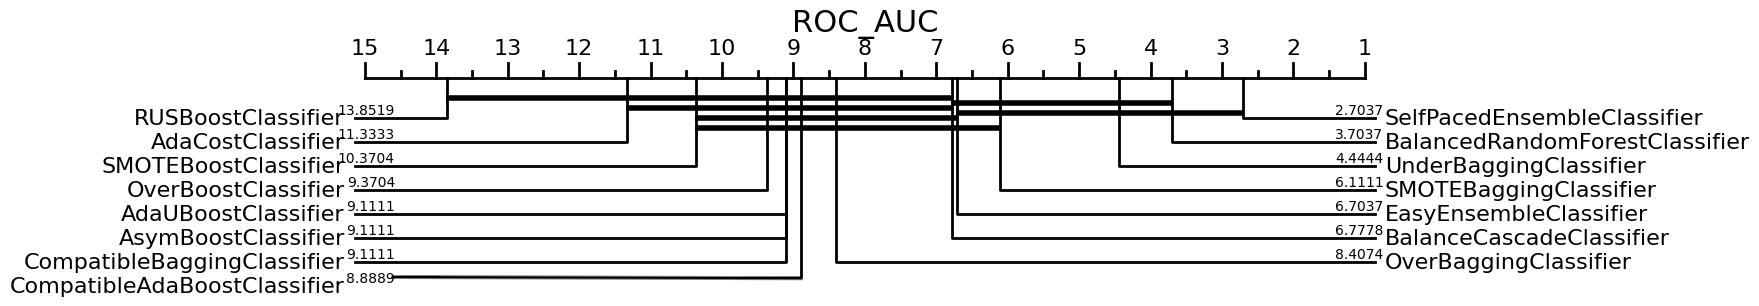 ROC_AUC
15 14 13 12 11 10 9 8 7 6 5 4 3 2 1
RUSBoostClassifier 13.8519
AdaCostClassifier 11.3333
SMOTEBoostClassifier 10.3704
OverBoostClassifier 9.3704
AdaUBoostClassifier 9.1111
AsymBoostClassifier 9.1111
CompatibleBaggingClassifier 9.1111
CompatibleAdaBoostClassifier 8.8889
2.7037 SelfPacedEnsembleClassifier
3.7037 BalancedRandomForestClassifier
4.4444 UnderBaggingClassifier
6.1111 SMOTEBaggingClassifier
6.7037 EasyEnsembleClassifier
6.7778 BalanceCascadeClassifier
8.4074 OverBaggingClassifier